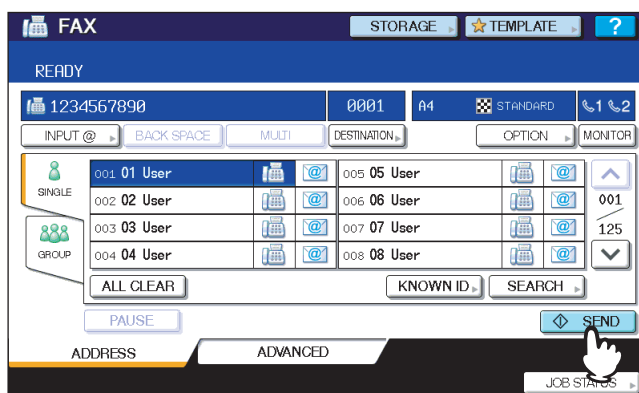 FAX STORAGE TEMPLATE ?
READY
1234567890 0001 A4 STANDARD 1 2
INPUT @ BACK SPACE MULTI DESTINATION OPTION MONITOR
SINGLE
001 01 User @ 005 05 User @
002 02 User @ 006 06 User @
001
003 03 User @ 007 07 User @
125
GROUP
004 04 User @ 008 08 User @
ALL CLEAR KNOWN ID SEARCH
PAUSE SEND
ADDRESS ADVANCED
JOB STATUS